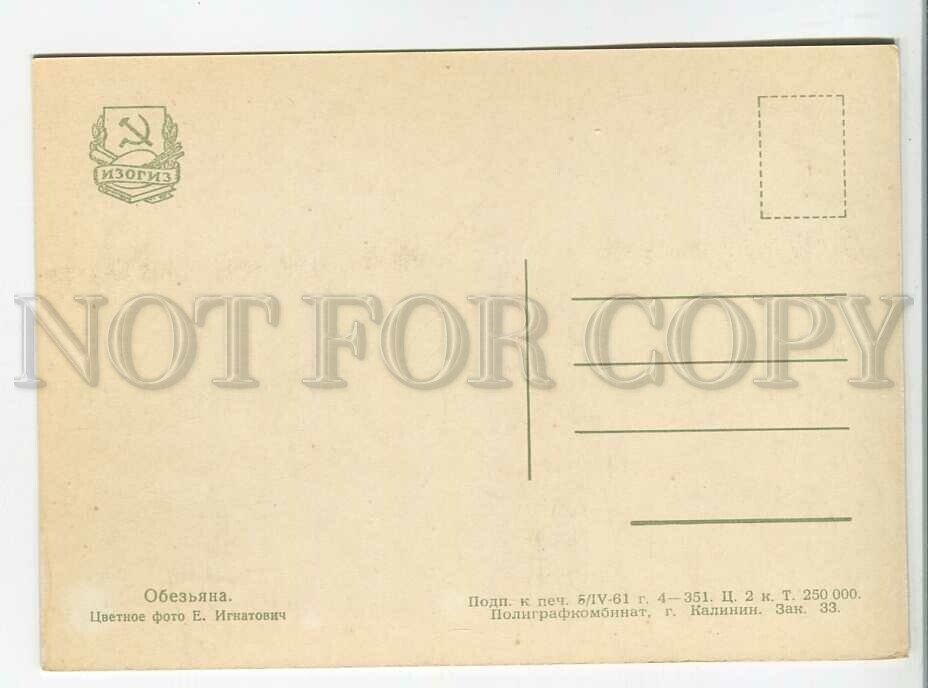 ИЗОГИЗ
NOT FOR COPY
Обезьяна.
Цветное фото Е. Игнатович
Подп. к печ. 5/IV-61 г. 4—351. Ц. 2 к. Т. 250 000.
Полиграфкомбинат, г. Калинин. Зак. 33.